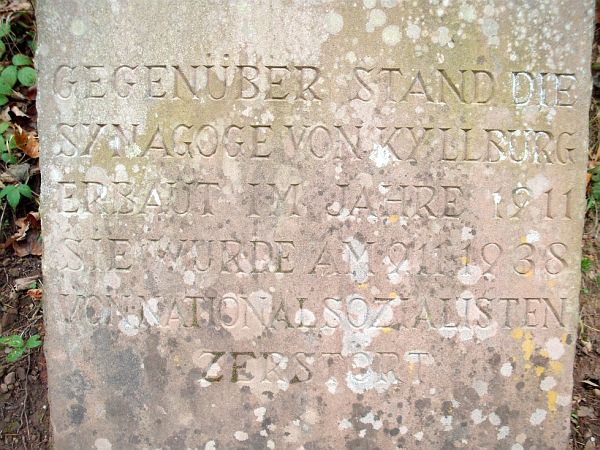 GEGENÜBER STAND DIE
SYNAGOGE VON KYLLBURG
ERBAUT IM JAHRE 1911
SIE WURDE AM 9.11.1938
VON NATIONALSOZIALISTEN
ZERSTÖRT